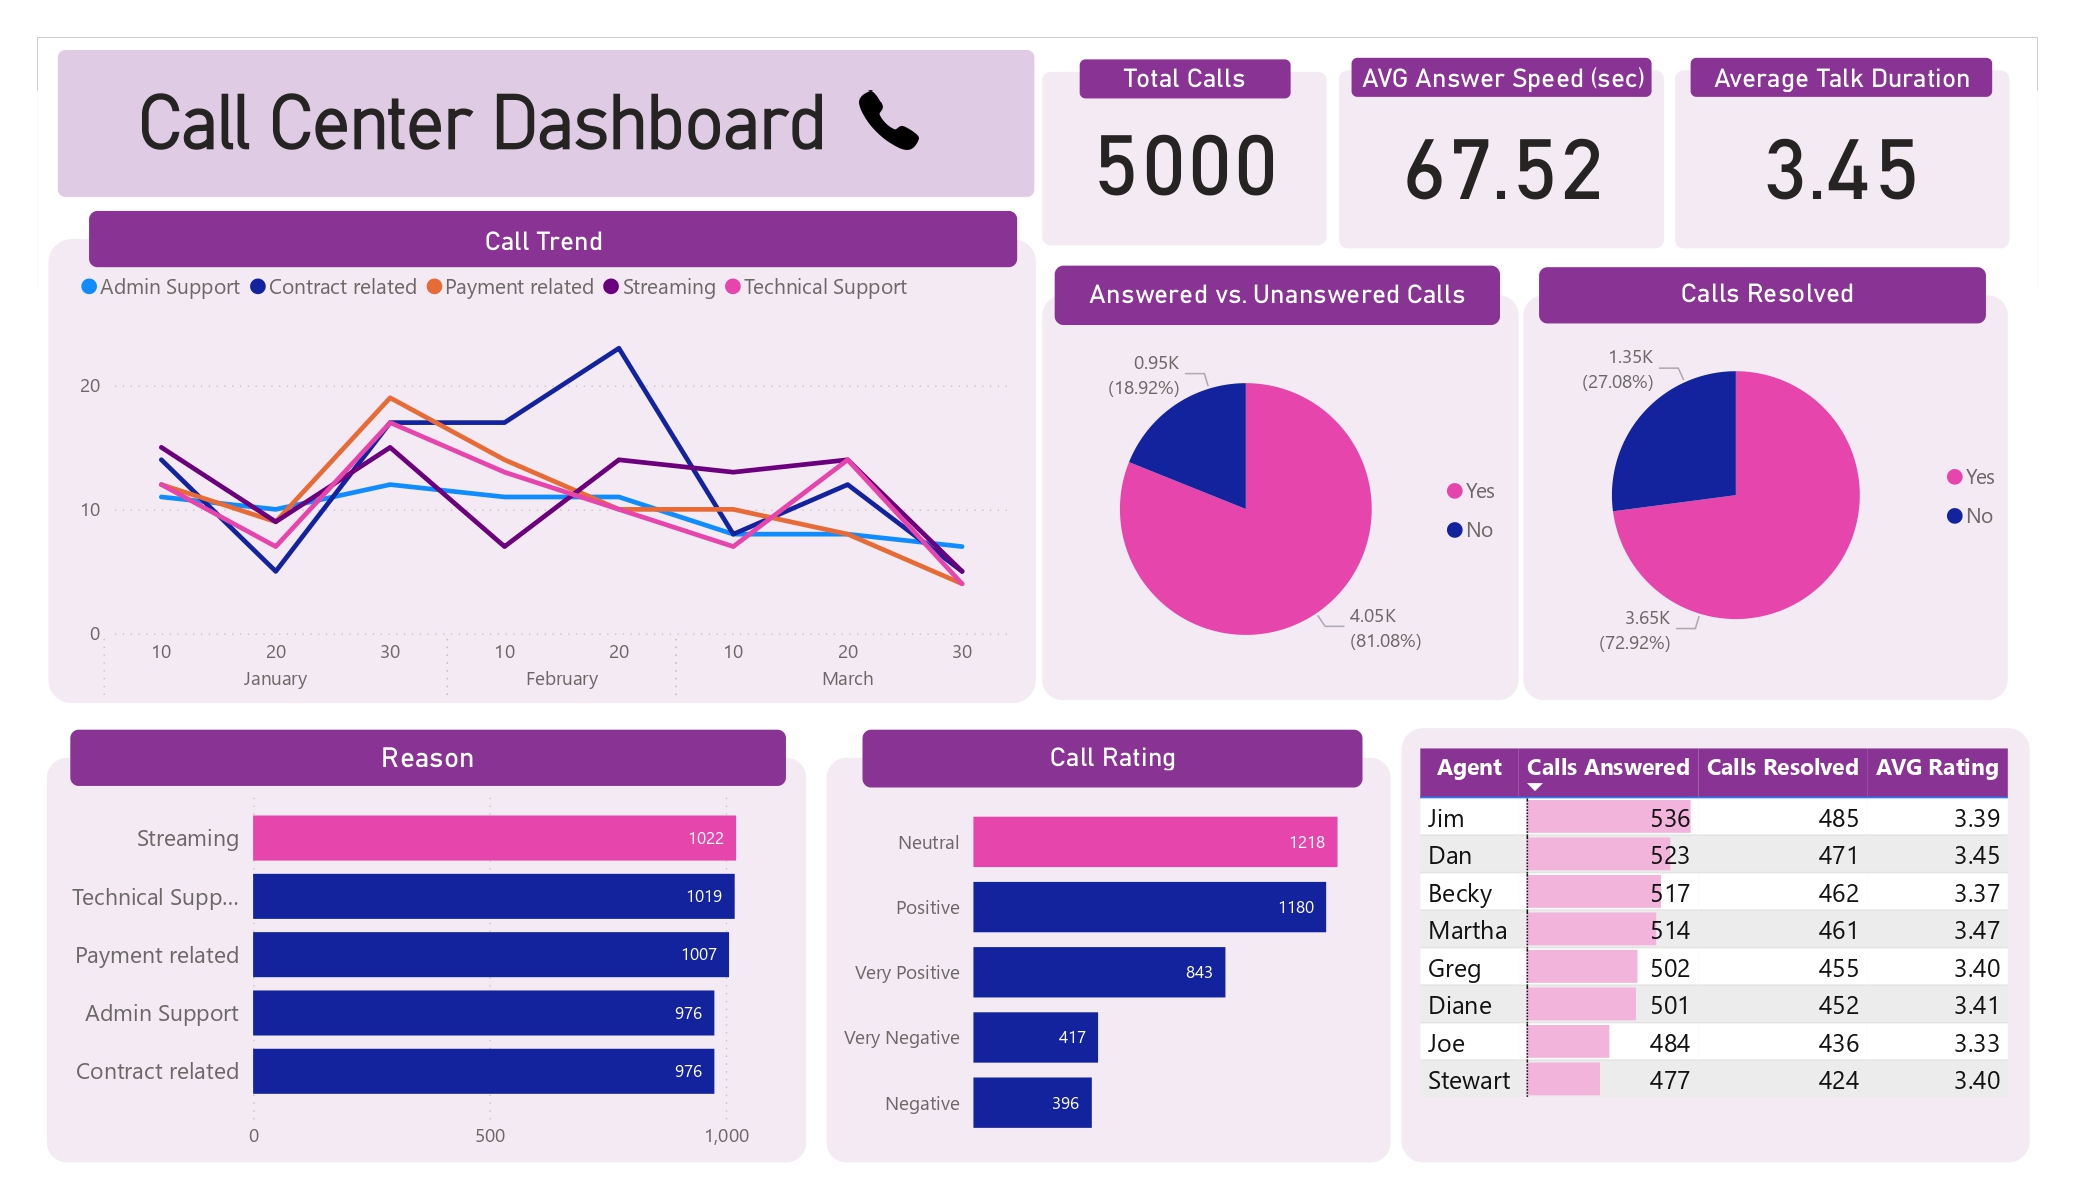 Call Center Dashboard
Total Calls
5000
AVG Answer Speed (sec)
67.52
Average Talk Duration
3.45
Call Trend
Admin Support Contract related Payment related Streaming Technical Support
20
10
0
10 20 30 10 20 10 20 30
January February March
Answered vs. Unanswered Calls
0.95K
(18.92%)
Yes
No
4.05K
(81.08%)
Calls Resolved
1.35K
(27.08%)
Yes
No
3.65K
(72.92%)
Reason
Streaming 1022
Technical Supp... 1019
Payment related 1007
Admin Support 976
Contract related 976
0 500 1,000
Call Rating
Neutral 1218
Positive 1180
Very Positive 843
Very Negative 417
Negative 396
Agent Calls Answered Calls Resolved AVG Rating
Jim 536 485 3.39
Dan 523 471 3.45
Becky 517 462 3.37
Martha 514 461 3.47
Greg 502 455 3.40
Diane 501 452 3.41
Joe 484 436 3.33
Stewart 477 424 3.40